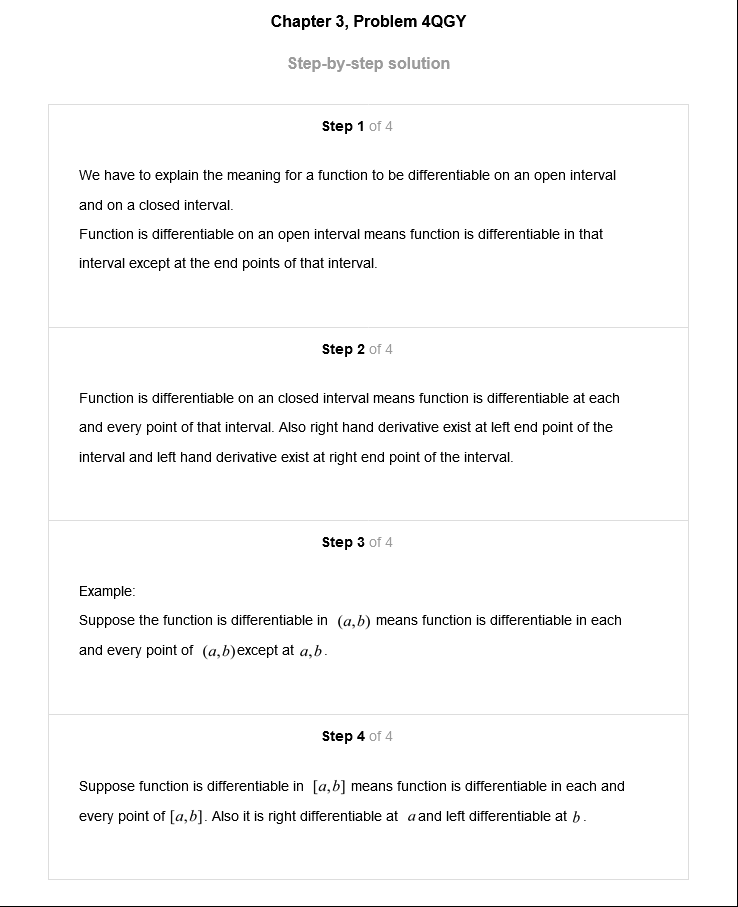 Chapter 3, Problem 4QGY
Step-by-step solution
Step 1 of 4
We have to explain the meaning for a function to be differentiable on an open interval
and on a closed interval.
Function is differentiable on an open interval means function is differentiable in that
interval except at the end points of that interval.
Step 2 of 4
Function is differentiable on an closed interval means function is differentiable at each
and every point of that interval. Also right hand derivative exist at left end point of the
interval and left hand derivative exist at right end point of the interval.
Step 3 of 4
Example:
Suppose the function is differentiable in (a,b) means function is differentiable in each
and every point of (a,b)except at a,b.
Step 4 of 4
Suppose function is differentiable in [a,b] means function is differentiable in each and
every point of [a,b]. Also it is right differentiable at a and left differentiable at b.